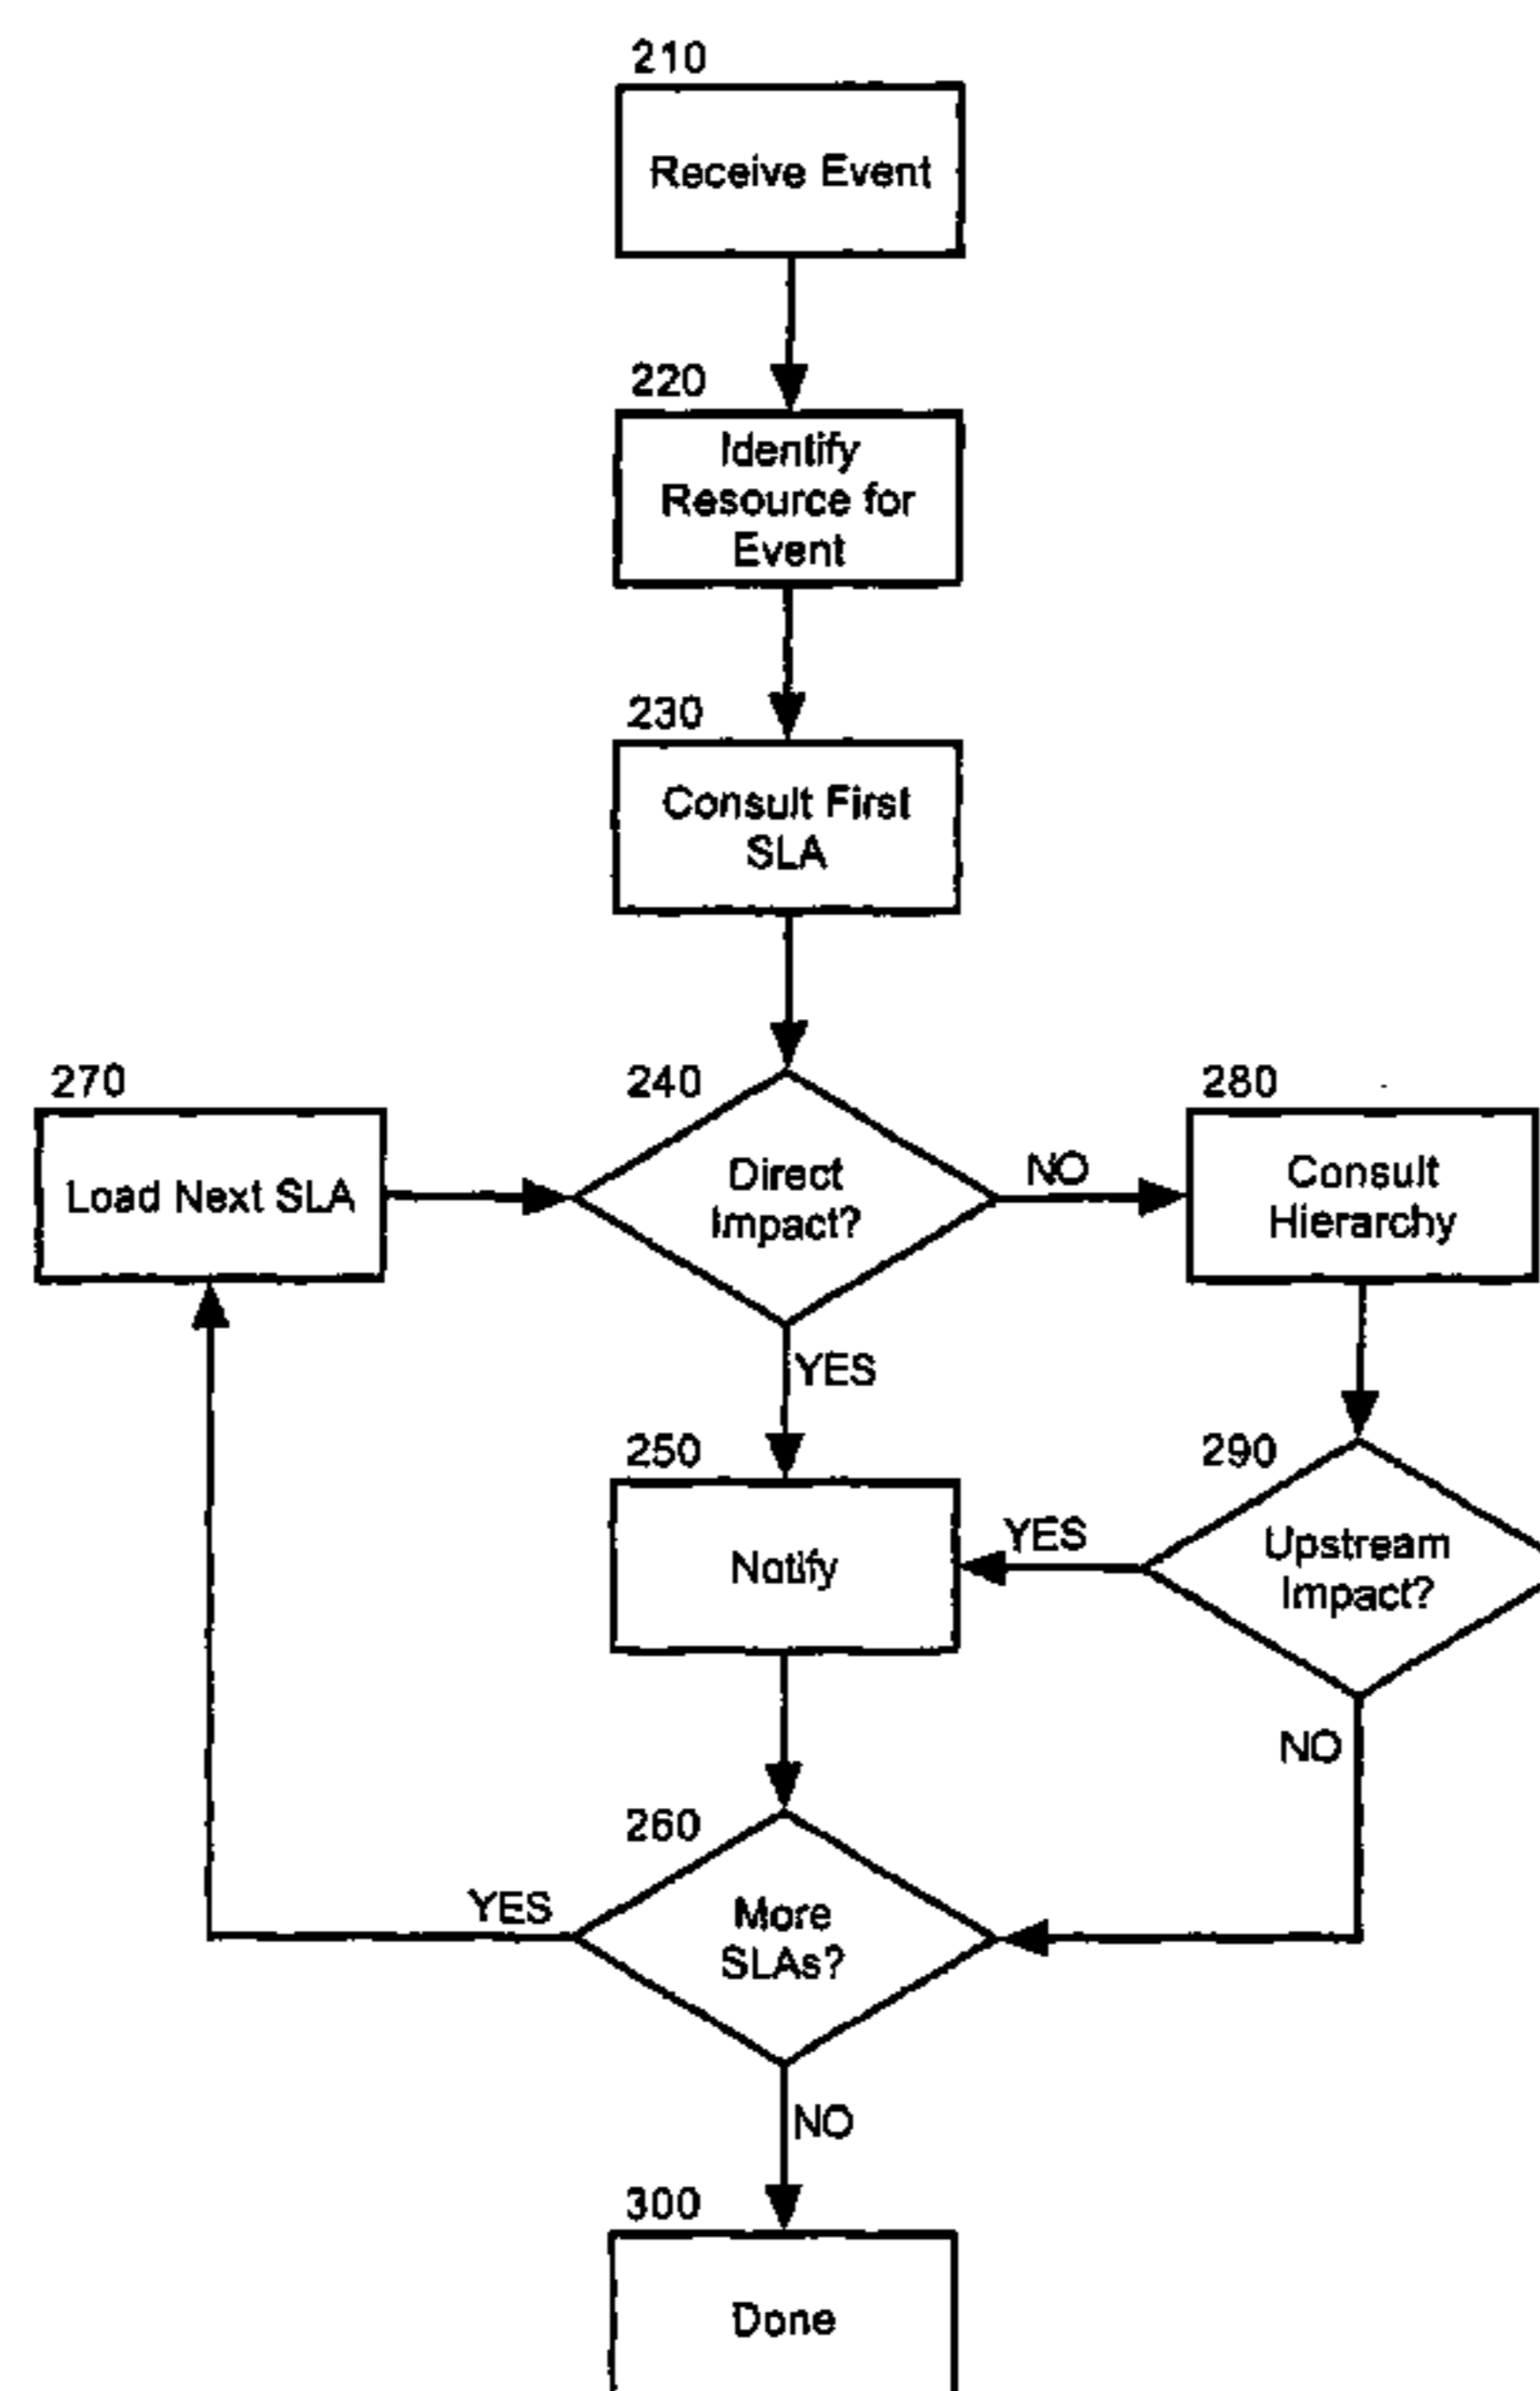 210
Receive Event
220
Identify
Resource for
Event
230
Consult First
SLA
270
Load Next SLA
240
Direct
Impact?
NO
280
Consult
Hierarchy
YES
250
Notify
YES
290
Upstream
Impact?
NO
260
More
SLAs?
YES
NO
300
Done